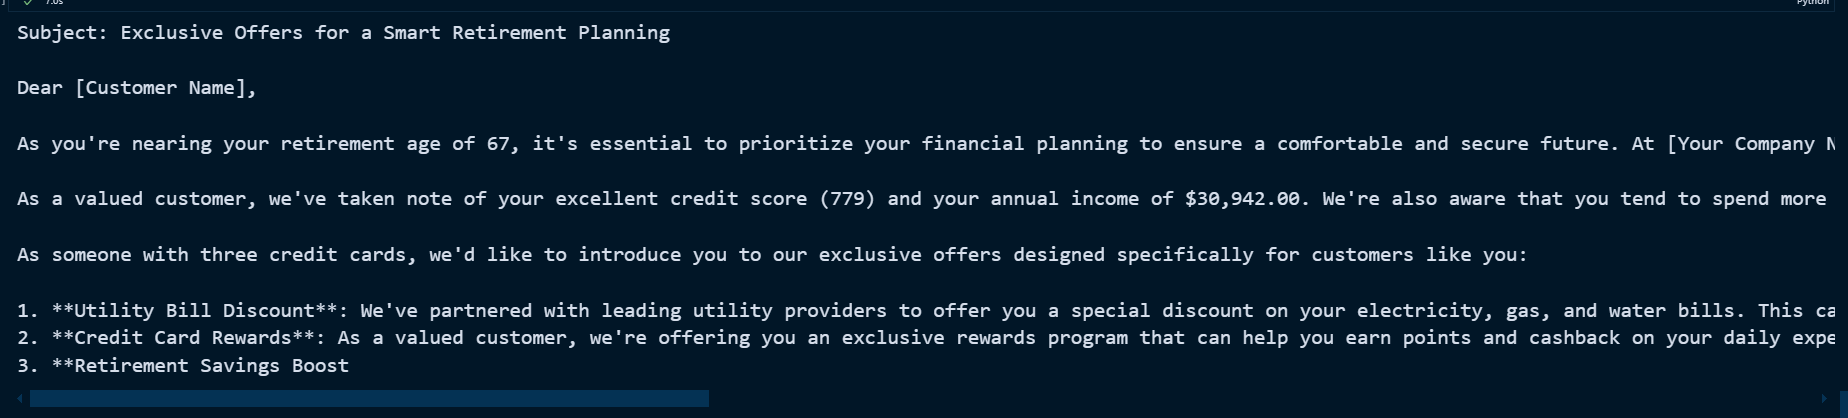 7.0s
Python
Subject: Exclusive Offers for a Smart Retirement Planning
Dear [Customer Name],
As you're nearing your retirement age of 67, it's essential to prioritize your financial planning to ensure a comfortable and secure future. At [Your Company N
As a valued customer, we've taken note of your excellent credit score (779) and your annual income of $30,942.00. We're also aware that you tend to spend more
As someone with three credit cards, we'd like to introduce you to our exclusive offers designed specifically for customers like you:
1. **Utility Bill Discount**: We've partnered with leading utility providers to offer you a special discount on your electricity, gas, and water bills. This ca
2. **Credit Card Rewards**: As a valued customer, we're offering you an exclusive rewards program that can help you earn points and cashback on your daily expe
3. **Retirement Savings Boost